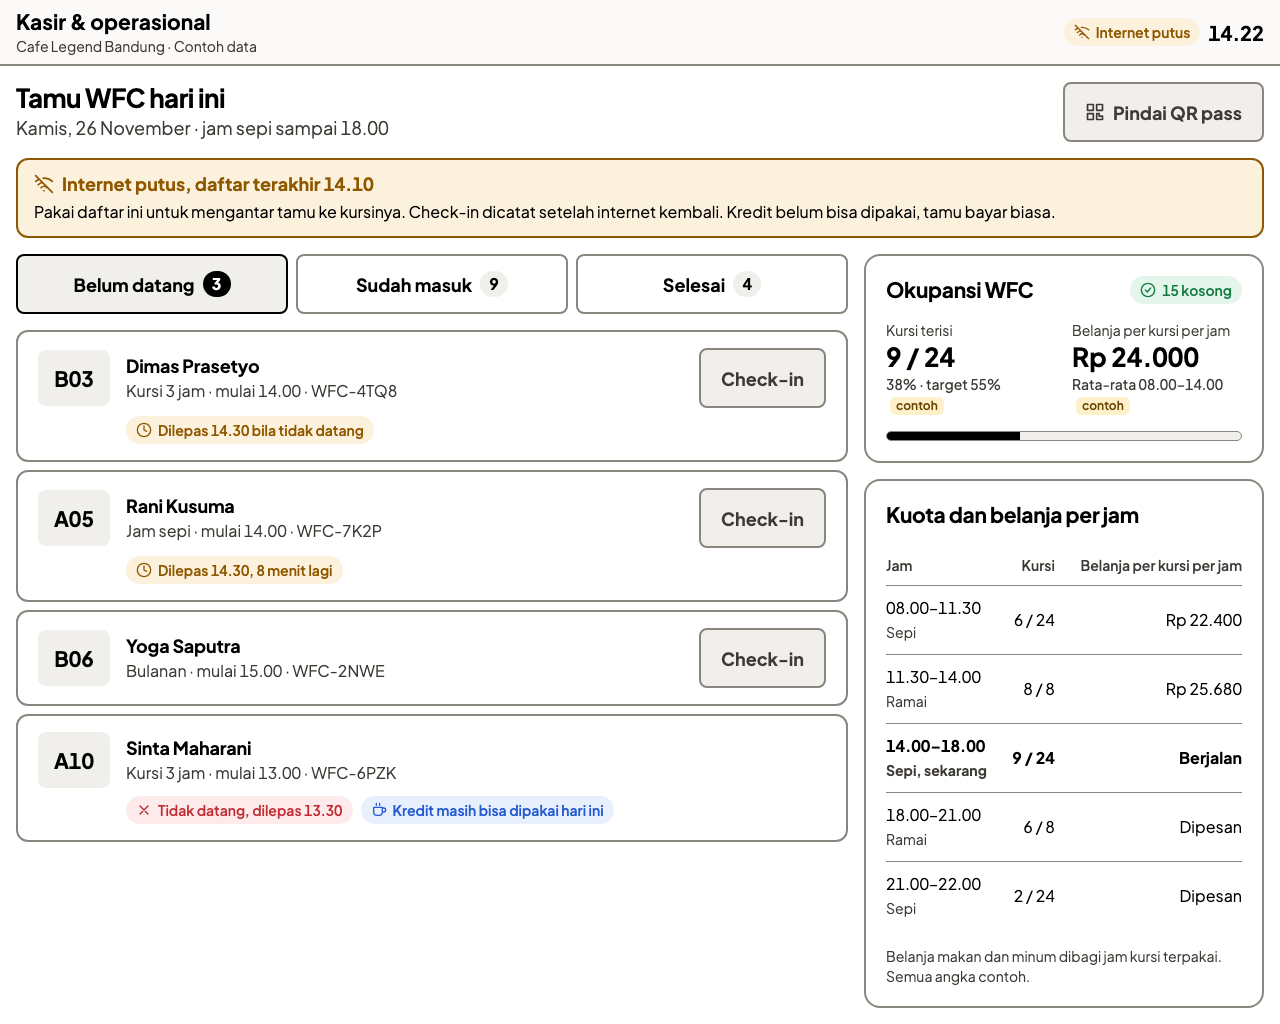 Kasir & operasional
Cafe Legend Bandung · Contoh data
Internet putus
14.22
Tamu WFC hari ini
Kamis, 26 November · jam sepi sampai 18.00
Pindai QR pass
Internet putus, daftar terakhir 14.10
Pakai daftar ini untuk mengantar tamu ke kursinya. Check-in dicatat setelah internet kembali. Kredit belum bisa dipakai, tamu bayar biasa.
Belum datang 3
Sudah masuk 9
Selesai 4
B03
Dimas Prasetyo
Kursi 3 jam · mulai 14.00 · WFC-4TQ8
Dilepas 14.30 bila tidak datang
Check-in
A05
Rani Kusuma
Jam sepi · mulai 14.00 · WFC-7K2P
Dilepas 14.30, 8 menit lagi
Check-in
B06
Yoga Saputra
Bulanan · mulai 15.00 · WFC-2NWE
Check-in
A10
Sinta Maharani
Kursi 3 jam · mulai 13.00 · WFC-6PZK
Tidak datang, dilepas 13.30
Kredit masih bisa dipakai hari ini
Okupansi WFC
15 kosong
Kursi terisi
9 / 24
38% · target 55%
contoh
Belanja per kursi per jam
Rp 24.000
Rata-rata 08.00–14.00
contoh
Kuota dan belanja per jam
Jam Kursi Belanja per kursi per jam
08.00–11.30
Sepi
6 / 24
Rp 22.400
11.30–14.00
Ramai
8 / 8
Rp 25.680
14.00–18.00
Sepi, sekarang
9 / 24
Berjalan
18.00–21.00
Ramai
6 / 8
Dipesan
21.00–22.00
Sepi
2 / 24
Dipesan
Belanja makan dan minum dibagi jam kursi terpakai.
Semua angka contoh.